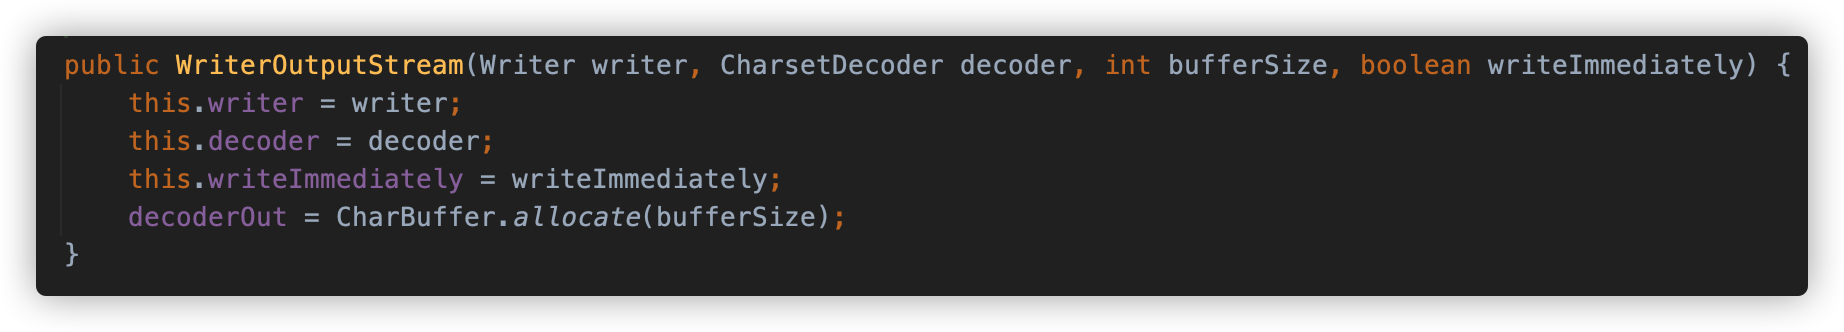 public WriterOutputStream(Writer writer, CharsetDecoder decoder, int bufferSize, boolean writeImmediately) {
    this.writer = writer;
    this.decoder = decoder;
    this.writeImmediately = writeImmediately;
    decoderOut = CharBuffer.allocate(bufferSize);
}